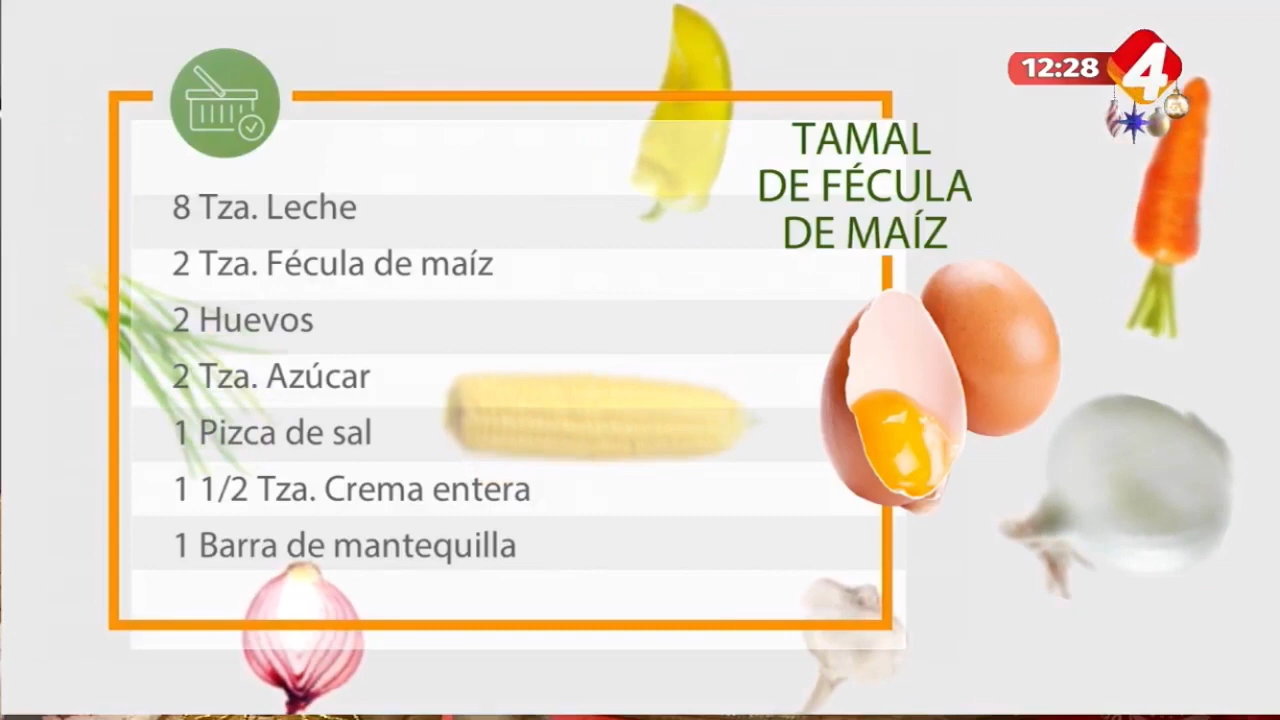 12:28 4
TAMAL
DE FÉCULA
DE MAÍZ
8 Tza. Leche
2 Tza. Fécula de maíz
2 Huevos
2 Tza. Azúcar
1 Pizca de sal
1 1/2 Tza. Crema entera
1 Barra de mantequilla